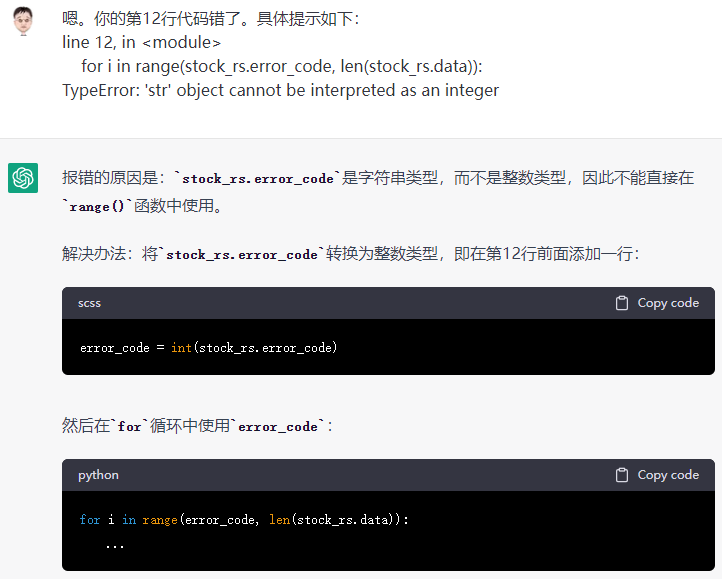 嗯。你的第12行代码错了。具体提示如下：
line 12, in <module>
for i in range(stock_rs.error_code, len(stock_rs.data)):
TypeError: 'str' object cannot be interpreted as an integer
报错的原因是：`stock_rs.error_code`是字符串类型，而不是整数类型，因此不能直接在
`range()`函数中使用。
解决办法：将`stock_rs.error_code`转换为整数类型，即在第12行前面添加一行：
scss Copy code
error_code = int(stock_rs.error_code)
然后在`for`循环中使用`error_code`：
python Copy code
for i in range(error_code, len(stock_rs.data)):
...